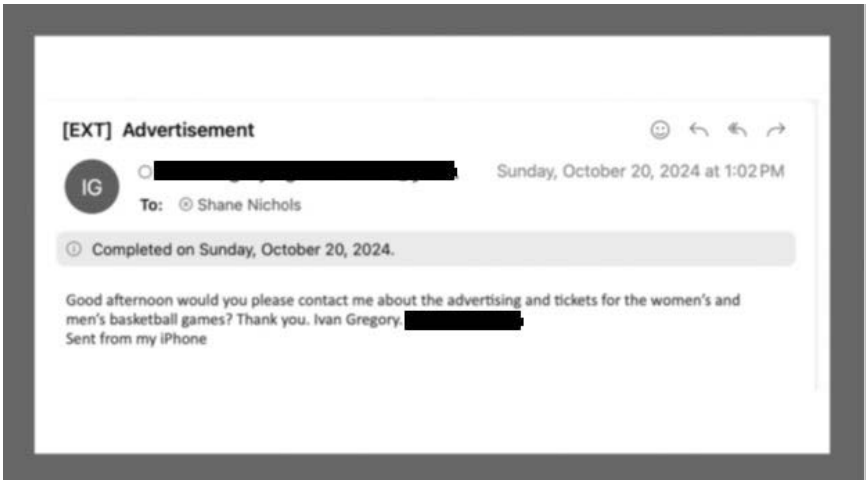 [EXT] Advertisement
IG
Sunday, October 20, 2024 at 1:02 PM
To: Shane Nichols
Completed on Sunday, October 20, 2024.
Good afternoon would you please contact me about the advertising and tickets for the women's and
men's basketball games? Thank you. Ivan Gregory.
Sent from my iPhone